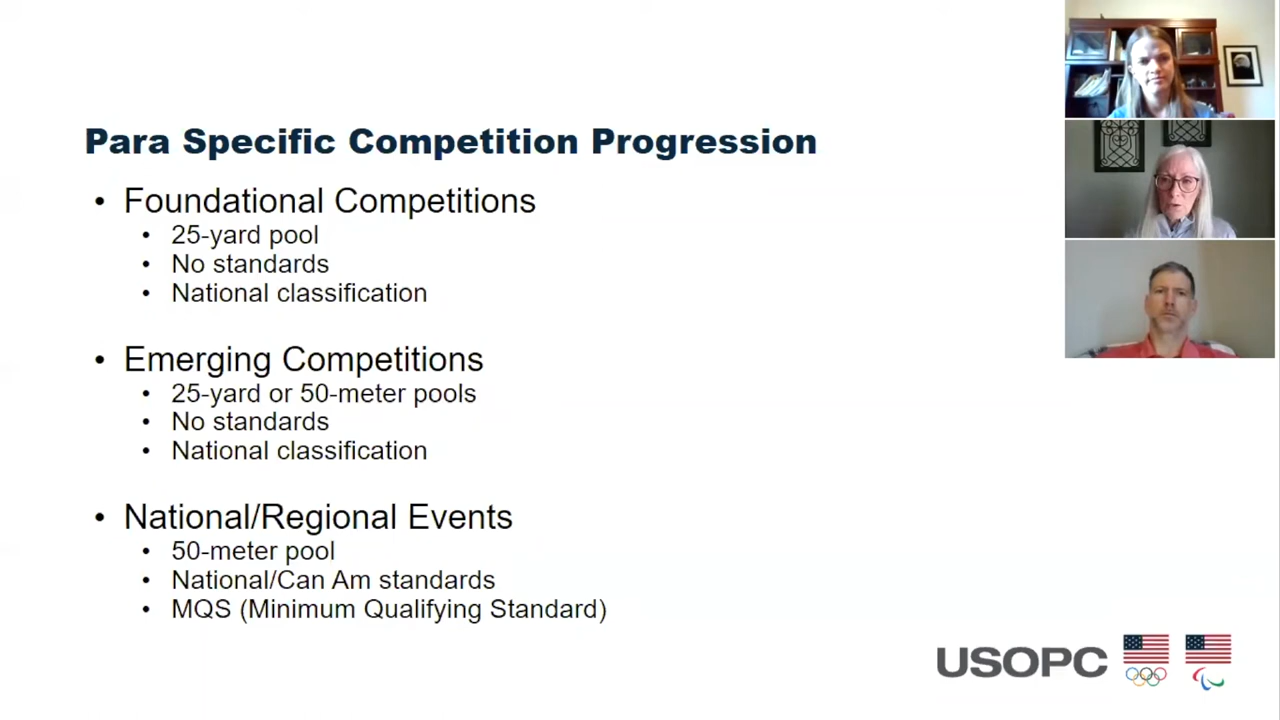 Para Specific Competition Progression
• Foundational Competitions
• 25-yard pool
• No standards
• National classification
• Emerging Competitions
• 25-yard or 50-meter pools
• No standards
• National classification
• National/Regional Events
• 50-meter pool
• National/Can Am standards
• MQS (Minimum Qualifying Standard)
USOPC